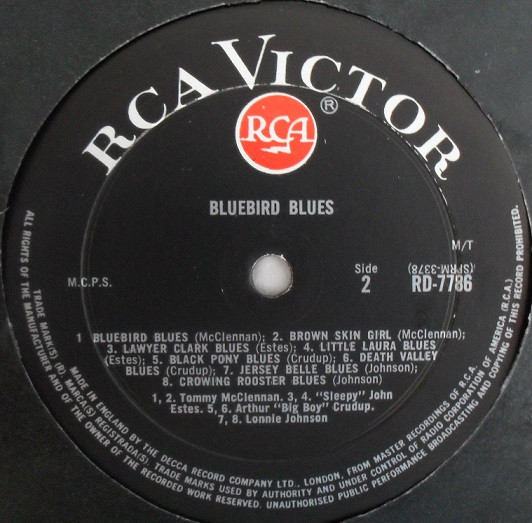 RCA VICTOR
RCA
®
BLUEBIRD BLUES
M/T
M.C.P.S.
Side
2
(SFRM-3378)
RD-7786
1 BLUEBIRD BLUES (McClennan); 2. BROWN SKIN GIRL (McClennan);
3. LAWYER CLARK BLUES (Estes); 4. LITTLE LAURA BLUES
(Estes); 5. BLACK PONY BLUES (Crudup); 6. DEATH VALLEY
BLUES (Crudup); 7. JERSEY BELLE BLUES (Johnson);
8. CROWING ROOSTER BLUES (Johnson)
1, 2. Tommy McClennan. 3, 4. "Sleepy" John
Estes. 5, 6. Arthur "Big Boy" Crudup.
7, 8. Lonnie Johnson
MADE IN ENGLAND BY THE DECCA RECORD COMPANY LTD., LONDON, FROM MASTER RECORDINGS OF R.C.A.
TRADE MARK(S) (R). MARCA(S) REGISTRADA(S). TRADE MARKS USED BY AUTHORITY AND UNDER CONTROL OF RADIO CORPORATION OF AMERICA (R.C.A.)
ALL RIGHTS OF THE MANUFACTURER AND OF THE OWNER OF THE RECORDED WORK RESERVED. UNAUTHORISED PUBLIC PERFORMANCE BROADCASTING AND COPYING OF THIS RECORD PROHIBITED.